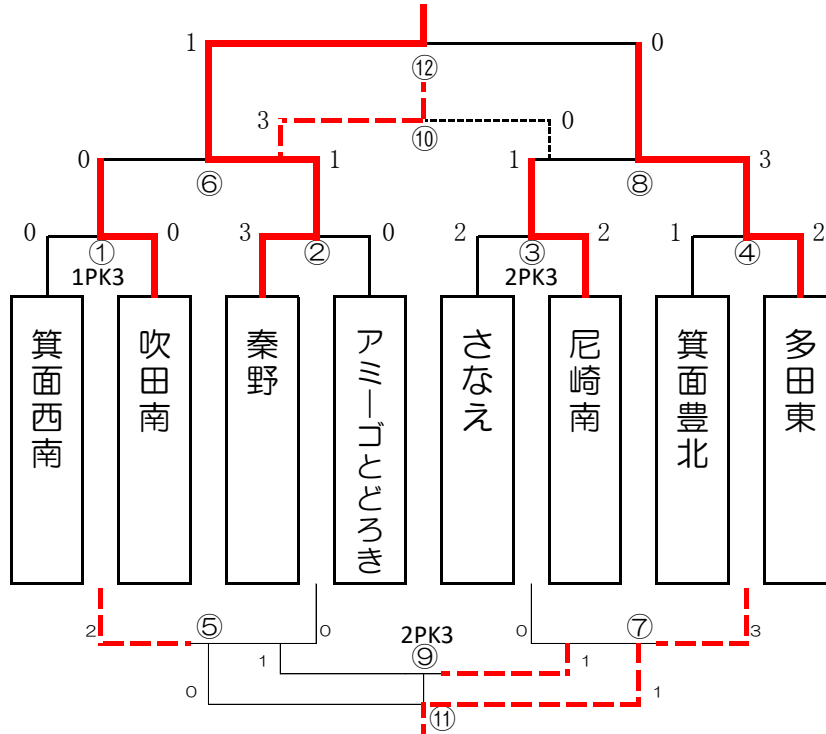 1 0
⑫
3 ⑩ 0
0 ⑥ 1 1 ⑧ 3
0 ① 0 3 ② 0 2 ③ 2 1 ④ 2
1PK3 2PK3
箕面西南
吹田南
秦野
アミーゴとどろき
さなえ
尼崎南
箕面豊北
多田東
2 ⑤ 0 2PK3 0 ⑦ 3
1 ⑨ 1
0 ⑪ 1